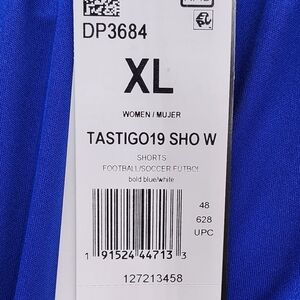 DP3684
XL
WOMEN / MUJER
TASTIGO19 SHO W
SHORTS
FOOTBALL/SOCCER FUTBOL
bold blue/white
48
628
UPC
1 91524 44713 3
127213458